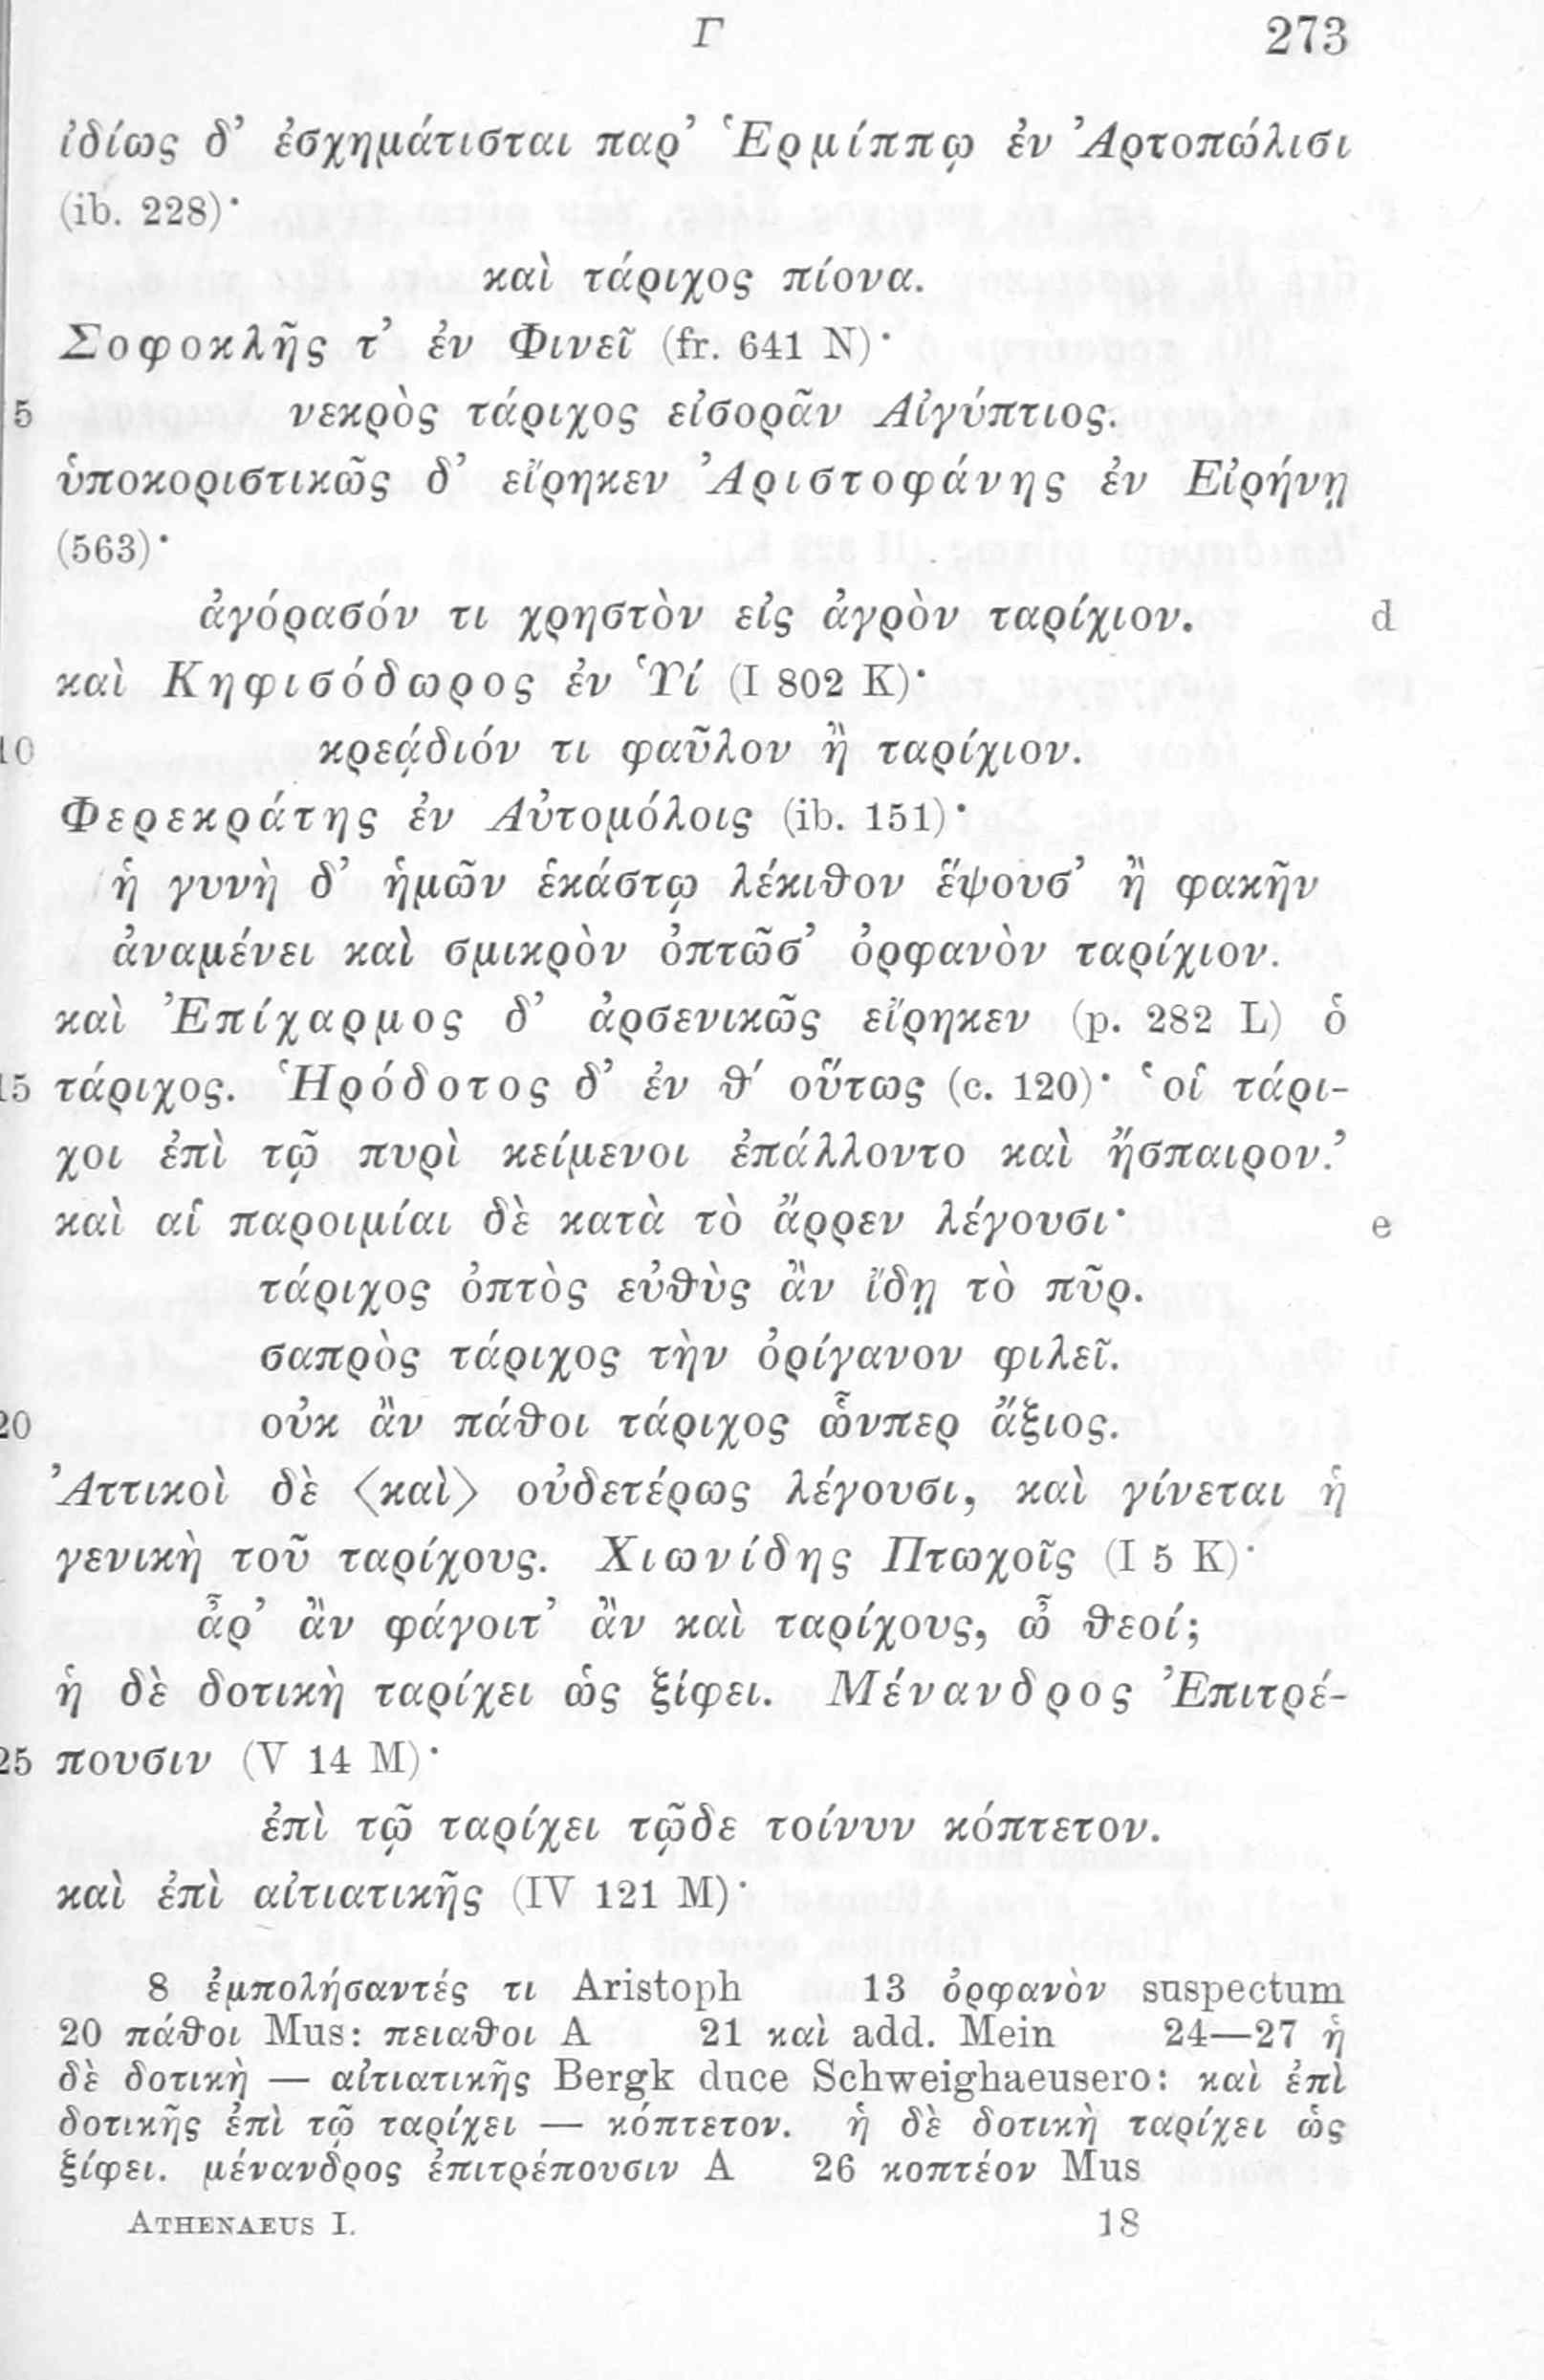 Γ 273
ἰδίως δ’ ἐσχημάτισται παρ’ Ἑρμίππῳ ἐν Ἀρτοπώλισι
(ib. 228)·
καὶ τάριχος πίονα.
Σοφοκλῆς τ’ ἐν Φινεῖ (fr. 641 N)·
5 νεκρὸς τάριχος εἰσορᾶν Αἰγύπτιος.
ὑποκοριστικῶς δ’ εἴρηκεν Ἀριστοφάνης ἐν Εἰρήνῃ
(563)·
ἀγόρασόν τι χρηστὸν εἰς ἀγρὸν ταρίχιον. d
καὶ Κηφισόδωρος ἐν Ὑί (I 802 K)·
10 κρεᾴδιόν τι φαῦλον ἢ ταρίχιον.
Φερεκράτης ἐν Αὐτομόλοις (ib. 151)·
ἡ γυνὴ δ’ ἡμῶν ἑκάστῳ λέκιθον ἕψουσ’ ἢ φακῆν
ἀναμένει καὶ σμικρὸν ὀπτῶσ’ ὀρφανὸν ταρίχιον.
καὶ Ἐπίχαρμος δ’ ἀρσενικῶς εἴρηκεν (p. 282 L) ὁ
15 τάριχος. Ἡρόδοτος δ’ ἐν θ′ οὕτως (c. 120)· ‘οἱ τάρι-
χοι ἐπὶ τῷ πυρὶ κείμενοι ἐπάλλοντο καὶ ἤσπαιρον.’
καὶ αἱ παροιμίαι δὲ κατὰ τὸ ἄρρεν λέγουσι· e
τάριχος ὀπτὸς εὐθὺς ἂν ἴδῃ τὸ πῦρ.
σαπρὸς τάριχος τὴν ὀρίγανον φιλεῖ.
20 οὐκ ἂν πάθοι τάριχος ὧνπερ ἄξιος.
Ἀττικοὶ δὲ <καὶ> οὐδετέρως λέγουσι, καὶ γίνεται ἡ
γενικὴ τοῦ ταρίχους. Χιωνίδης Πτωχοῖς (I 5 K)·
ἆρ’ ἂν φάγοιτ’ ἂν καὶ ταρίχους, ὦ θεοί;
ἡ δὲ δοτικὴ ταρίχει ὡς ξίφει. Μένανδρος Ἐπιτρέ-
25 πουσιν (V 14 M)·
ἐπὶ τῷ ταρίχει τῷδε τοίνυν κόπτετον.
καὶ ἐπὶ αἰτιατικῆς (IV 121 M)·
8 ἐμπολήσαντές τι Aristoph 13 ὀρφανὸν suspectum
20 πάθοι Mus: πειαθοι A 21 καὶ add. Mein 24—27 ἡ
δὲ δοτικὴ — αἰτιατικῆς Bergk duce Schweighaeusero: καὶ ἐπὶ
δοτικῆς ἐπὶ τῷ ταρίχει — κόπτετον. ἡ δὲ δοτικὴ ταρίχει ὡς
ξίφει. μένανδρος ἐπιτρέπουσιν A 26 κοπτέον Mus
ATHENAEUS I. 18